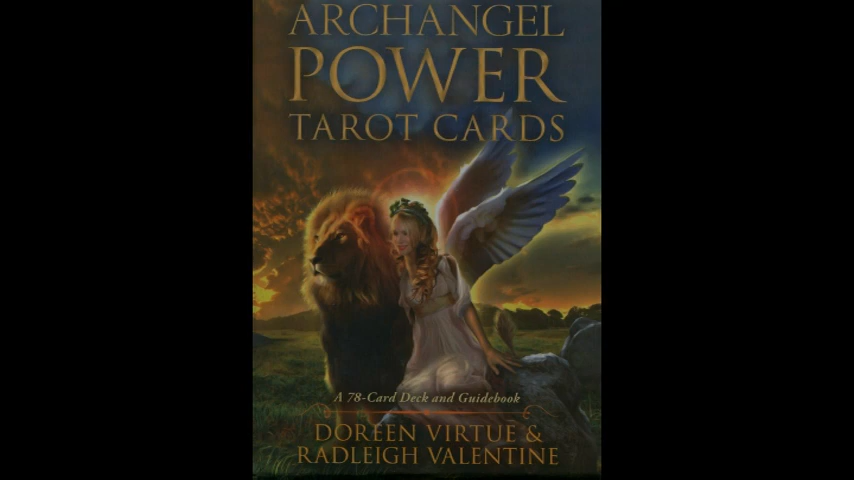 ARCHANGEL
POWER
TAROT CARDS
A 78-Card Deck and Guidebook
DOREEN VIRTUE &
RADLEIGH VALENTINE